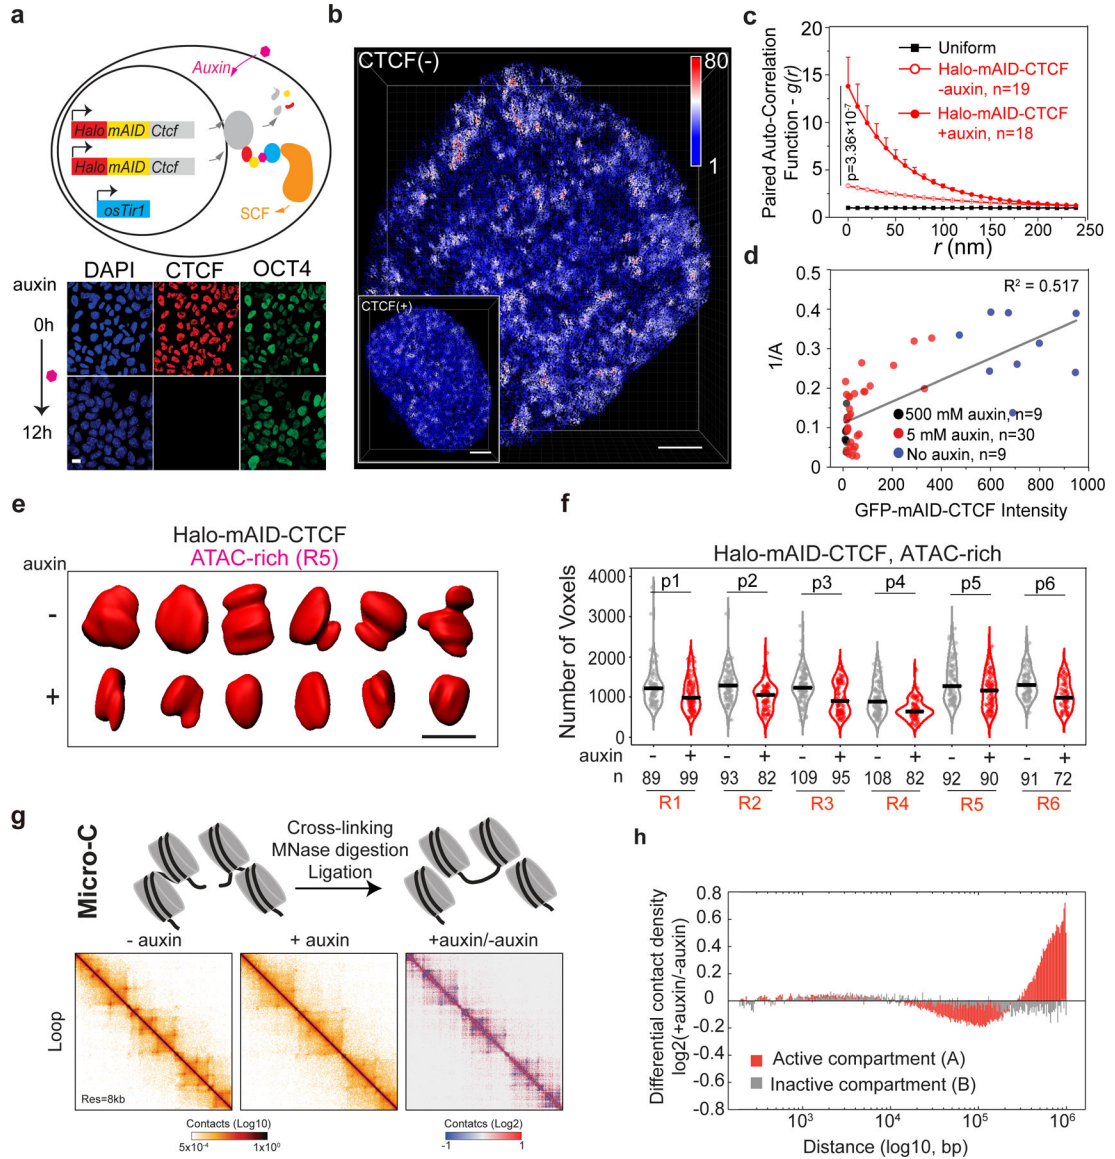 a
Auxin
Halo mAID Ctcf
Halo mAID Ctcf
osTir1
SCF
DAPI CTCF OCT4
auxin
0h
12h
b
CTCF(-)
80
1
CTCF(+)
c
Paired Auto-Correlation
Function - g(r)
20
15
10
5
0
p=3.36×10-7
Uniform
Halo-mAID-CTCF
-auxin, n=19
Halo-mAID-CTCF
+auxin, n=18
0 50 100 150 200 250
r (nm)
d
R² = 0.517
1/A
0.5
0.4
0.3
0.2
0.1
0
500 mM auxin, n=9
5 mM auxin, n=30
No auxin, n=9
0 200 400 600 800 1000
GFP-mAID-CTCF Intensity
e
Halo-mAID-CTCF
ATAC-rich (R5)
auxin
-
+
f
Halo-mAID-CTCF, ATAC-rich
Number of Voxels
4000
3000
2000
1000
0
p1 p2 p3 p4 p5 p6
auxin - + - + - + - + - + - +
n 89 99 93 82 109 95 108 82 92 90 91 72
R1 R2 R3 R4 R5 R6
g
Micro-C
Cross-linking
MNase digestion
Ligation
- auxin + auxin +auxin/-auxin
Loop
Res=8kb
Contacts (Log10)
5x10-4 1x10⁰
Contatcs (Log2)
-1 1
h
Differential contact density
log2(+auxin/-auxin)
0.8
0.6
0.4
0.2
0
-0.2
-0.4
-0.6
-0.8
Active compartment (A)
Inactive compartment (B)
10³ 10⁴ 10⁵ 10⁶
Distance (log10, bp)